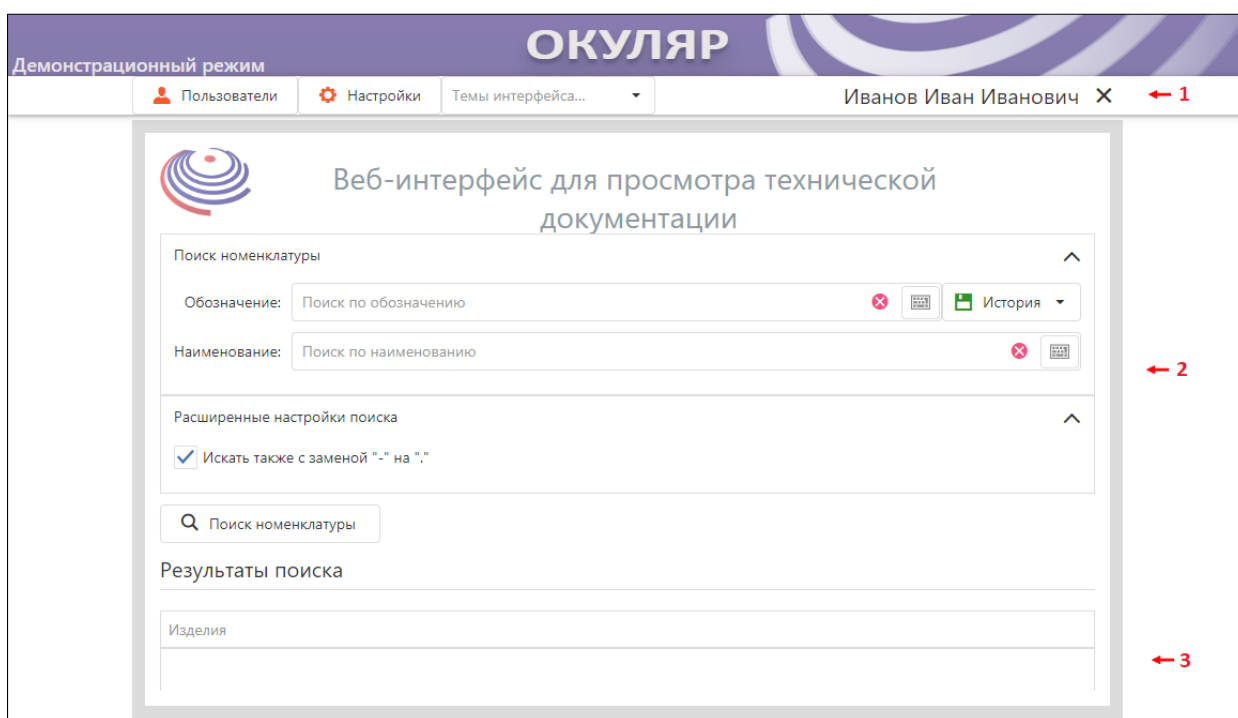 ОКУЛЯР
Демонстрационный режим
Пользователи Настройки Темы интерфейса... Иванов Иван Иванович 1
Веб-интерфейс для просмотра технической
документации
Поиск номенклатуры
Обозначение: Поиск по обозначению История
Наименование: Поиск по наименованию
2
Расширенные настройки поиска
Искать также с заменой "-" на "."
Поиск номенклатуры
Результаты поиска
Изделия
3